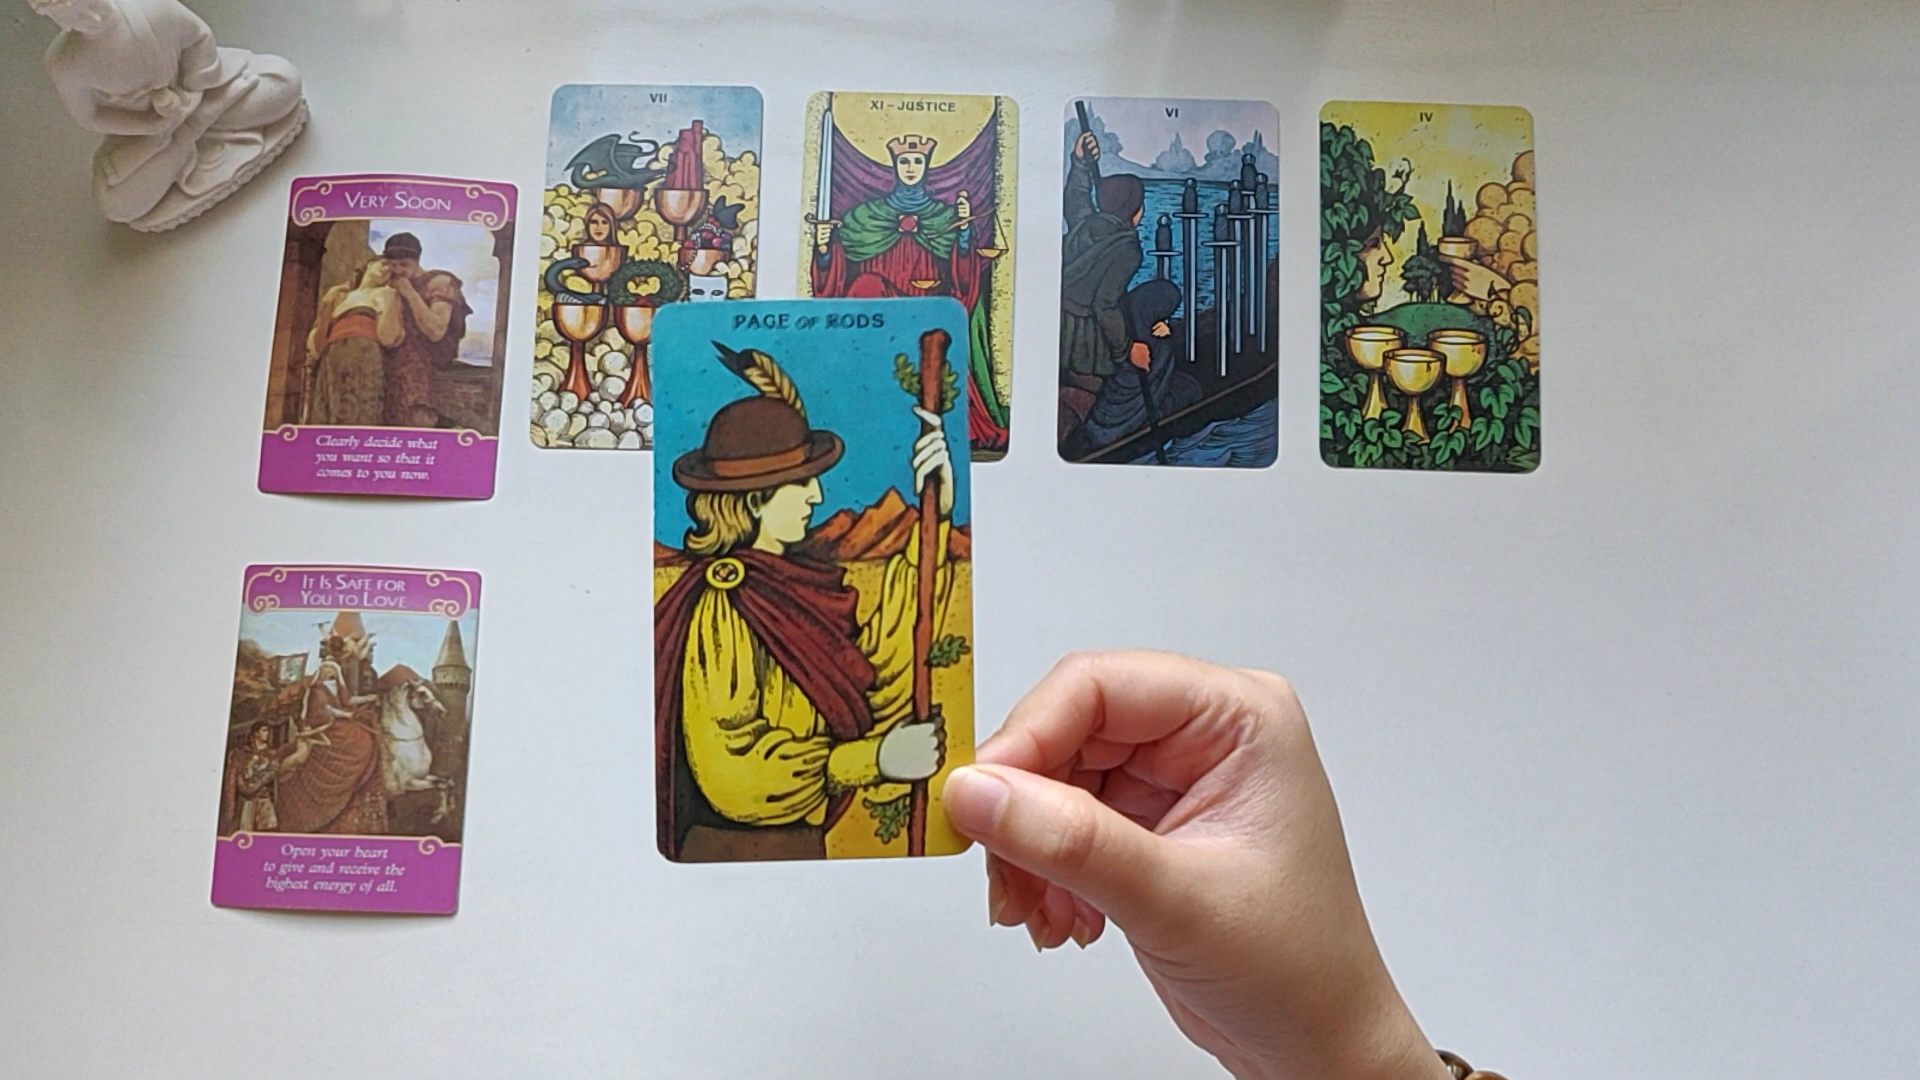 VERY SOON
Clearly decide what
you want so that it
comes to you now.
IT IS SAFE FOR
YOU TO LOVE
Open your heart
to give and receive the
highest energy of all.
VII
XI-JUSTICE
VI
IV
PAGE OF RODS